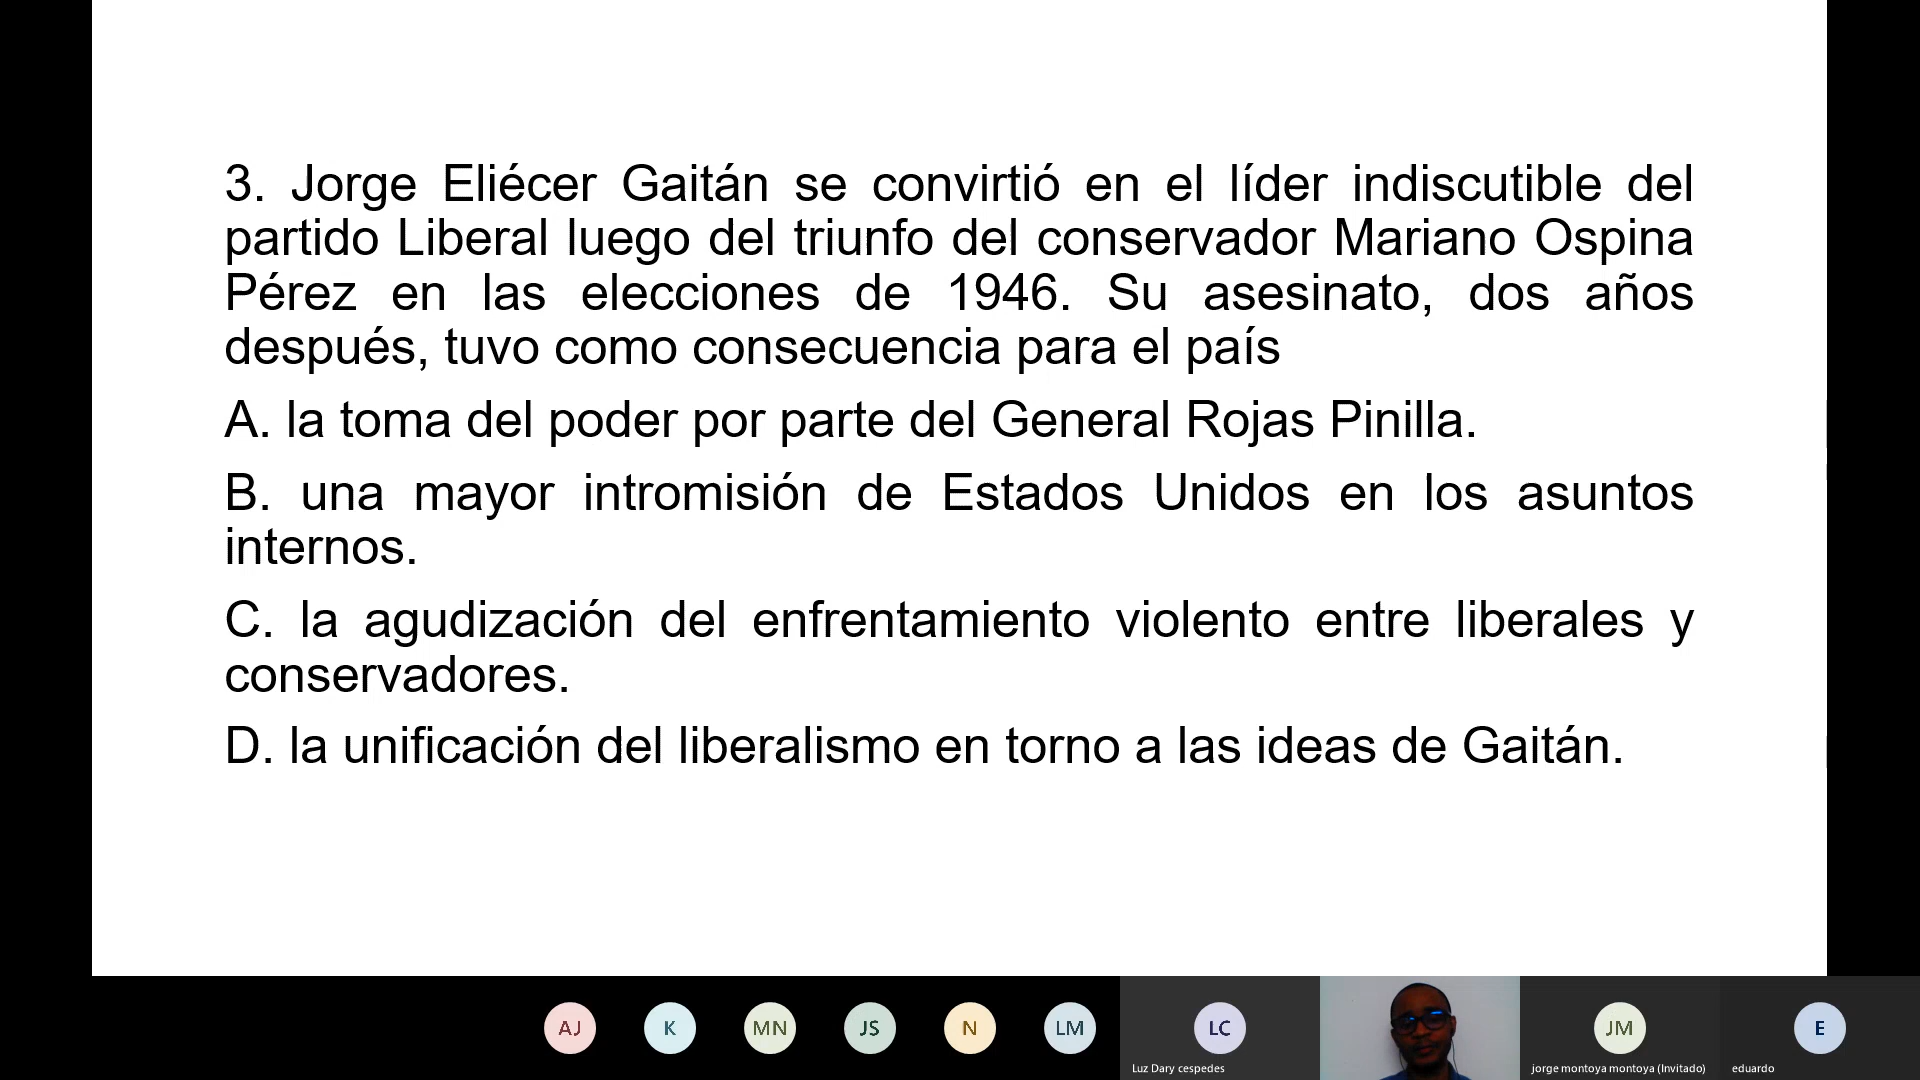 3. Jorge Eliécer Gaitán se convirtió en el líder indiscutible del
partido Liberal luego del triunfo del conservador Mariano Ospina
Pérez en las elecciones de 1946. Su asesinato, dos años
después, tuvo como consecuencia para el país
A. la toma del poder por parte del General Rojas Pinilla.
B. una mayor intromisión de Estados Unidos en los asuntos
internos.
C. la agudización del enfrentamiento violento entre liberales y
conservadores.
D. la unificación del liberalismo en torno a las ideas de Gaitán.
AJ K MN JS N LM LC JM E
Luz Dary cespedes jorge montoya montoya (Invitado) eduardo